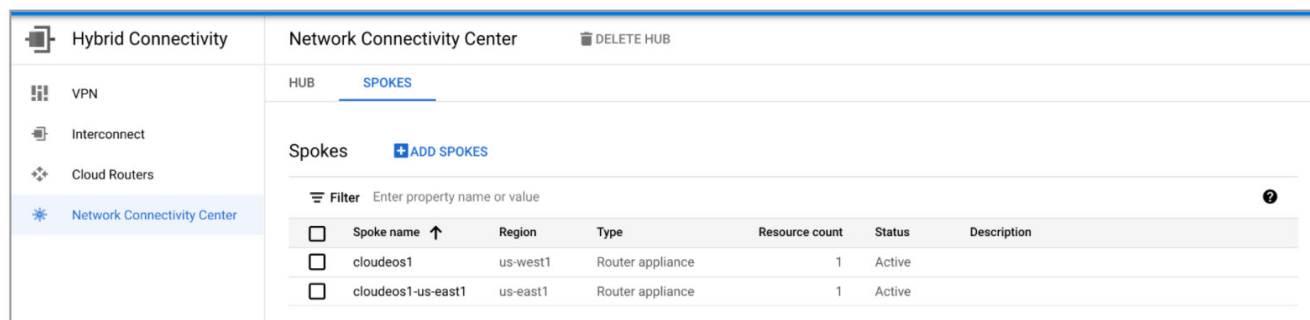 Hybrid Connectivity
Network Connectivity Center
DELETE HUB
VPN
Interconnect
Cloud Routers
Network Connectivity Center
HUB SPOKES
Spokes ADD SPOKES
Filter Enter property name or value
Spoke name Region Type Resource count Status Description
cloudeos1 us-west1 Router appliance 1 Active
cloudeos1-us-east1 us-east1 Router appliance 1 Active